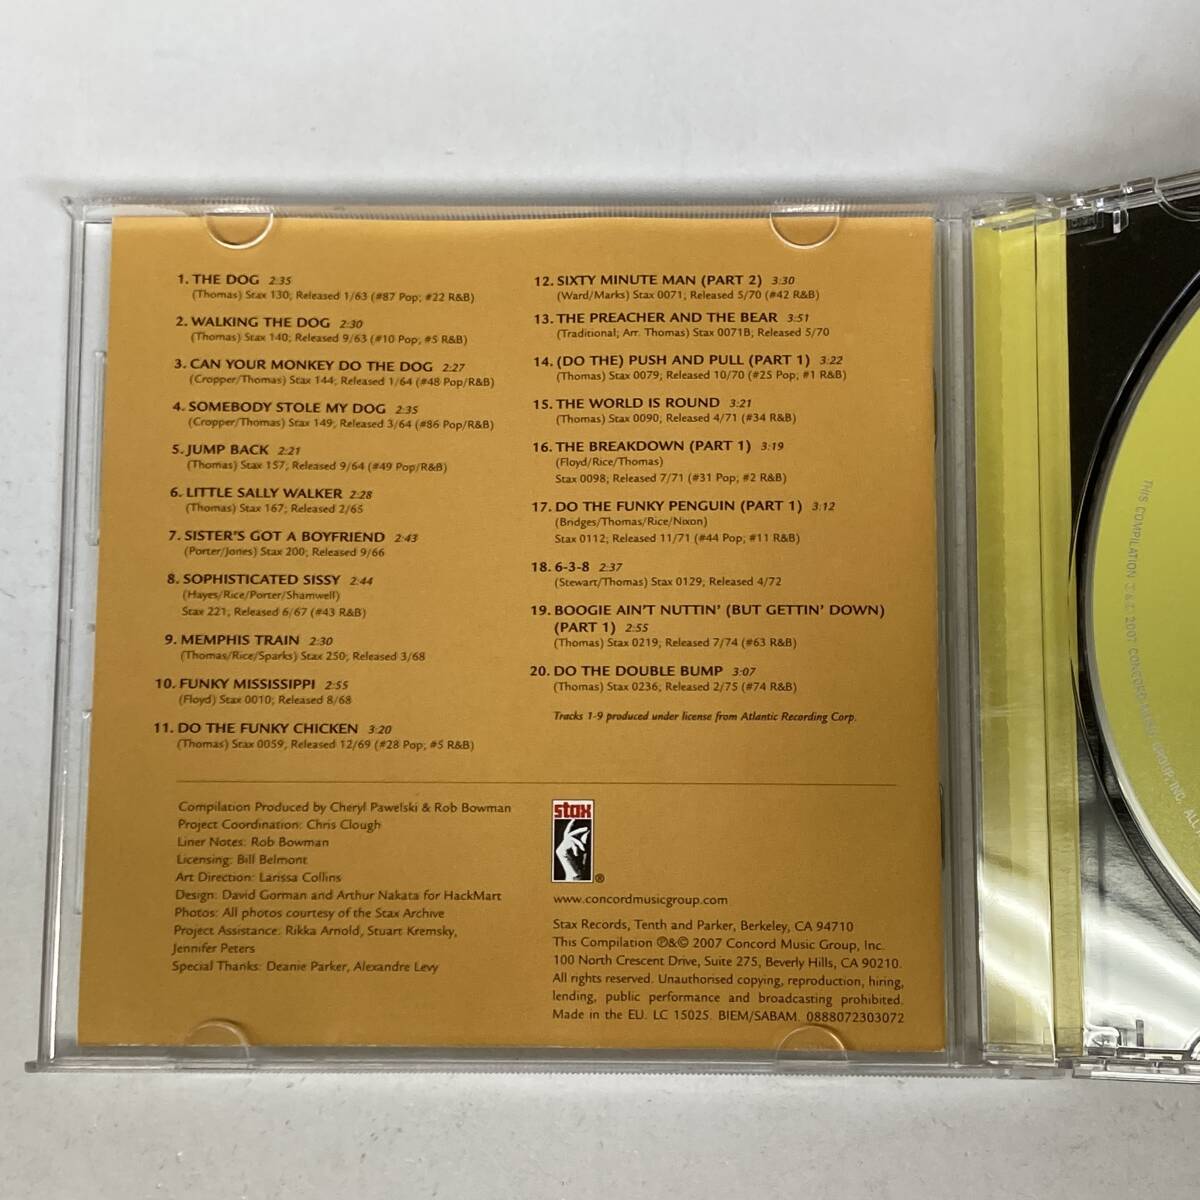 1. THE DOG 2:35
(Thomas) Stax 130; Released 1/63 (#87 Pop; #22 R&B)
2. WALKING THE DOG 2:30
(Thomas) Stax 140; Released 9/63 (#10 Pop; #5 R&B)
3. CAN YOUR MONKEY DO THE DOG 2:27
(Cropper/Thomas) Stax 144; Released 1/64 (#48 Pop/R&B)
4. SOMEBODY STOLE MY DOG 2:35
(Cropper/Thomas) Stax 149; Released 3/64 (#86 Pop/R&B)
5. JUMP BACK 2:21
(Thomas) Stax 157; Released 9/64 (#49 Pop/R&B)
6. LITTLE SALLY WALKER 2:28
(Thomas) Stax 167; Released 2/65
7. SISTER'S GOT A BOYFRIEND 2:43
(Porter/Jones) Stax 200; Released 9/66
8. SOPHISTICATED SISSY 2:44
(Hayes/Rice/Porter/Shamwell)
Stax 221; Released 6/67 (#43 R&B)
9. MEMPHIS TRAIN 2:30
(Thomas/Rice/Sparks) Stax 250; Released 3/68
10. FUNKY MISSISSIPPI 2:55
(Floyd) Stax 0010; Released 8/68
11. DO THE FUNKY CHICKEN 3:20
(Thomas) Stax 0059; Released 12/69 (#28 Pop; #5 R&B)
12. SIXTY MINUTE MAN (PART 2) 3:30
(Ward/Marks) Stax 0071; Released 5/70 (#42 R&B)
13. THE PREACHER AND THE BEAR 3:51
(Traditional; Arr. Thomas) Stax 0071B; Released 5/70
14. (DO THE) PUSH AND PULL (PART 1) 3:22
(Thomas) Stax 0079; Released 10/70 (#25 Pop; #1 R&B)
15. THE WORLD IS ROUND 3:21
(Thomas) Stax 0090; Released 4/71 (#34 R&B)
16. THE BREAKDOWN (PART 1) 3:19
(Floyd/Rice/Thomas)
Stax 0098; Released 7/71 (#31 Pop; #2 R&B)
17. DO THE FUNKY PENGUIN (PART 1) 3:12
(Bridges/Thomas/Rice/Nixon)
Stax 0112; Released 11/71 (#44 Pop; #11 R&B)
18. 6-3-8 2:37
(Stewart/Thomas) Stax 0129; Released 4/72
19. BOOGIE AIN'T NUTTIN' (BUT GETTIN' DOWN)
(PART 1) 2:55
(Thomas) Stax 0219; Released 7/74 (#63 R&B)
20. DO THE DOUBLE BUMP 3:07
(Thomas) Stax 0236; Released 2/75 (#74 R&B)
Tracks 1-9 produced under license from Atlantic Recording Corp.
Compilation Produced by Cheryl Pawelski & Rob Bowman
Project Coordination: Chris Clough
Liner Notes: Rob Bowman
Licensing: Bill Belmont
Art Direction: Larissa Collins
Design: David Gorman and Arthur Nakata for HackMart
Photos: All photos courtesy of the Stax Archive
Project Assistance: Rikka Arnold, Stuart Kremsky,
Jennifer Peters
Special Thanks: Deanie Parker, Alexandre Levy
stax
®
www.concordmusicgroup.com
Stax Records, Tenth and Parker, Berkeley, CA 94710
This Compilation ℗&© 2007 Concord Music Group, Inc.
100 North Crescent Drive, Suite 275, Beverly Hills, CA 90210.
All rights reserved. Unauthorised copying, reproduction, hiring,
lending, public performance and broadcasting prohibited.
Made in the EU. LC 15025. BIEM/SABAM. 0888072303072
THIS COMPILATION ℗ & © 2007 CONCORD MUSIC GROUP, INC.